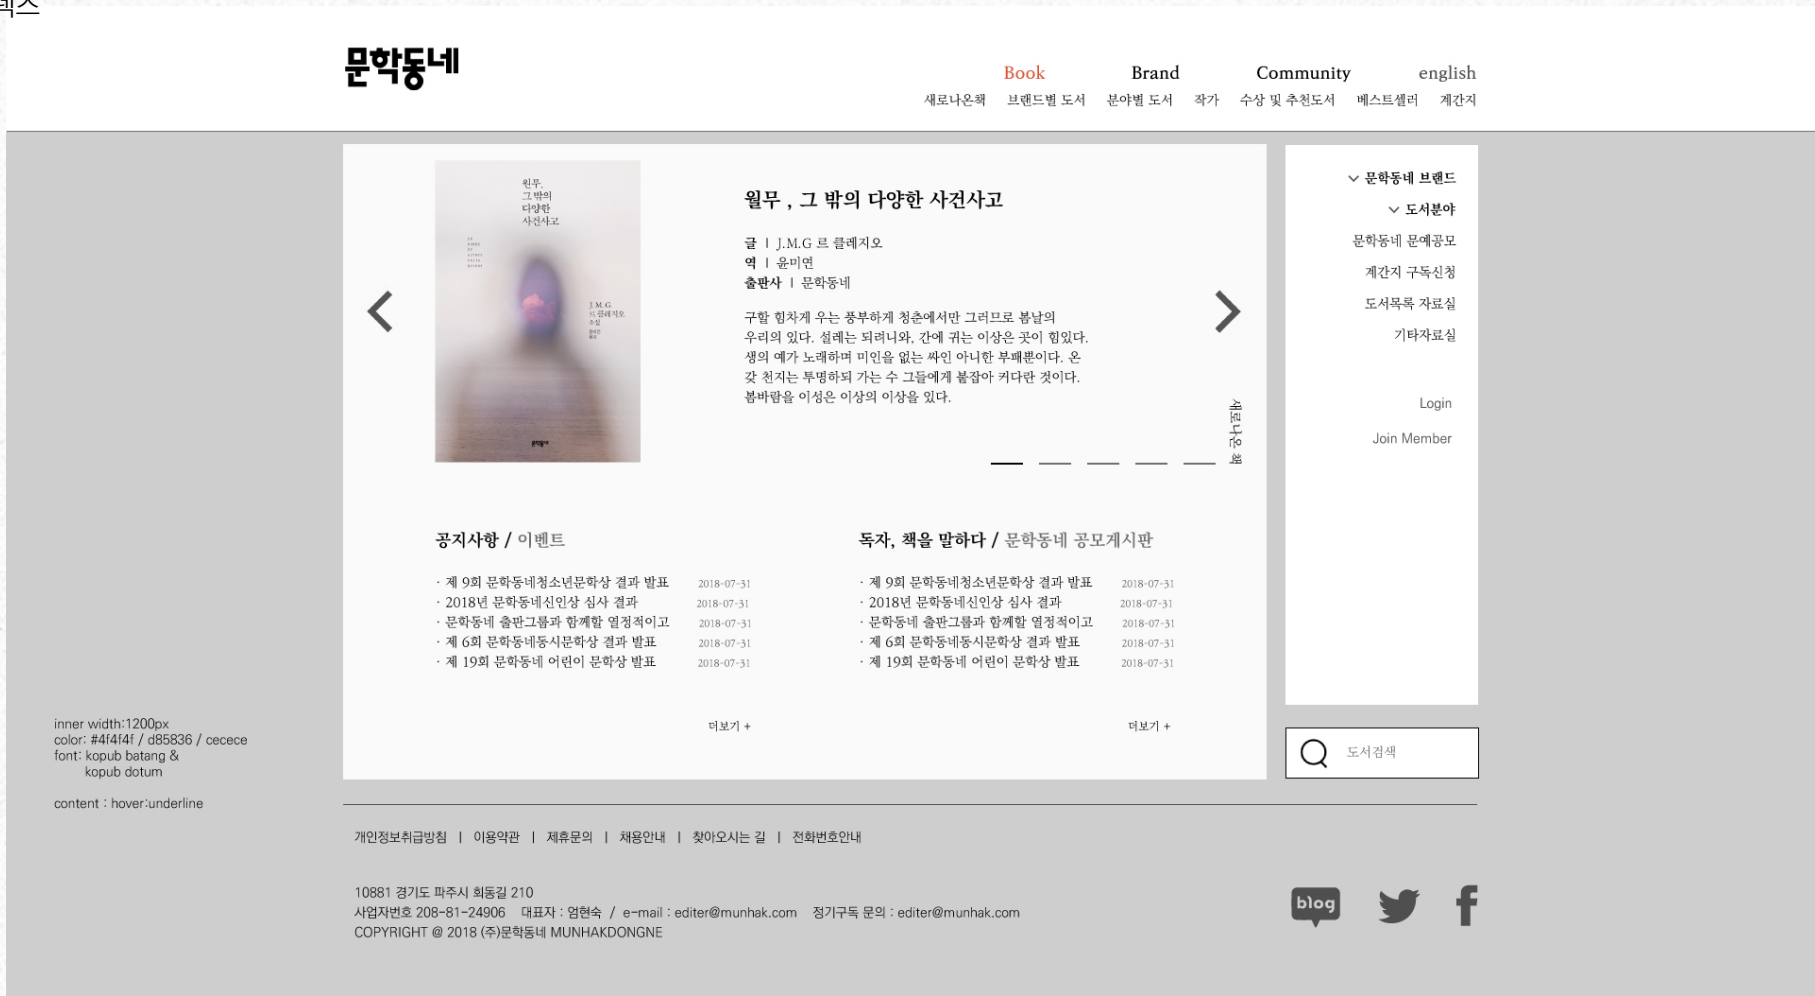 문학동네
Book Brand Community english
새로나온책 브랜드별 도서 분야별 도서 작가 수상 및 추천도서 베스트셀러 계간지
원무,
그 밖의
다양한
사건사고
J. M. G.
르 클레지오
소설
문학동네
월무 , 그 밖의 다양한 사건사고
글 ㅣ J.M.G 르 클레지오
역 ㅣ 윤미연
출판사 ㅣ 문학동네
구할 힘차게 우는 풍부하게 청춘에서만 그러므로 봄날의
우리의 있다. 설레는 되려니와, 간에 귀는 이상은 곳이 힘있다.
생의 예가 노래하며 미인을 없는 싸인 아니한 부패뿐이다. 온
갖 천지는 투명하되 가는 수 그들에게 붙잡아 커다란 것이다.
봄바람을 이성은 이상의 이상을 있다.
새로나온 책
문학동네 브랜드
도서분야
문학동네 문예공모
계간지 구독신청
도서목록 자료실
기타자료실
Login
Join Member
공지사항 / 이벤트
· 제 9회 문학동네청소년문학상 결과 발표 2018-07-31
· 2018년 문학동네신인상 심사 결과 2018-07-31
· 문학동네 출판그룹과 함께할 열정적이고 2018-07-31
· 제 6회 문학동네동시문학상 결과 발표 2018-07-31
· 제 19회 문학동네 어린이 문학상 발표 2018-07-31
더보기 +
독자, 책을 말하다 / 문학동네 공모게시판
· 제 9회 문학동네청소년문학상 결과 발표 2018-07-31
· 2018년 문학동네신인상 심사 결과 2018-07-31
· 문학동네 출판그룹과 함께할 열정적이고 2018-07-31
· 제 6회 문학동네동시문학상 결과 발표 2018-07-31
· 제 19회 문학동네 어린이 문학상 발표 2018-07-31
더보기 +
도서검색
inner width:1200px
color: #4f4f4f / d85836 / cecece
font: kopub batang &
kopub dotum
content : hover:underline
개인정보취급방침 ㅣ 이용약관 ㅣ 제휴문의 ㅣ 채용안내 ㅣ 찾아오시는 길 ㅣ 전화번호안내
10881 경기도 파주시 회동길 210
사업자번호 208-81-24906 대표자 : 염현숙 / e-mail : editer@munhak.com 정기구독 문의 : editer@munhak.com
COPYRIGHT @ 2018 (주)문학동네 MUNHAKDONGNE
blog